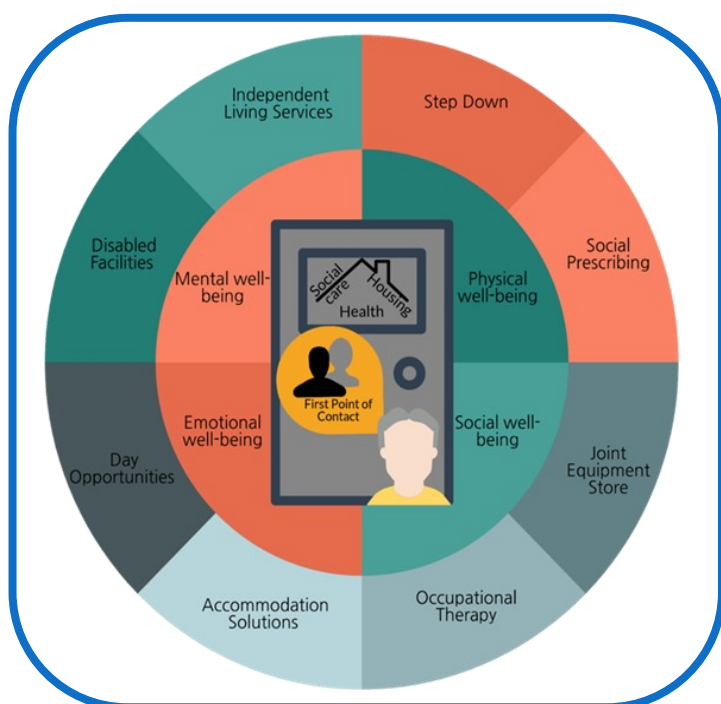 Independent
Living Services
Step Down
Disabled
Facilities
Social
Prescribing
Mental well-
being
Social
care
Housing
Health
Physical
well-being
First Point of
Contact
Emotional
well-being
Social well-
being
Day
Opportunities
Joint
Equipment
Store
Accommodation
Solutions
Occupational
Therapy